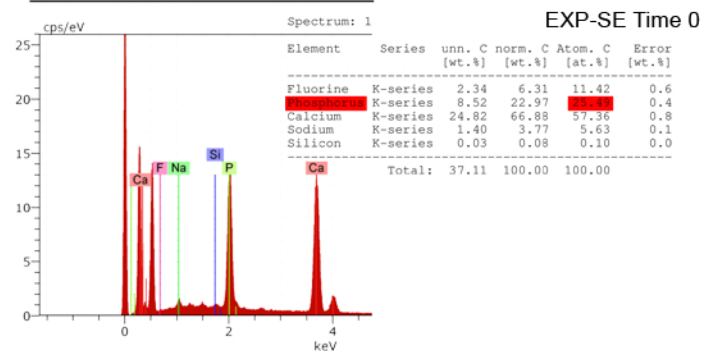 EXP-SE Time 0
Spectrum: 1
Element Series unn. C norm. C Atom. C Error
[wt.%] [wt.%] [at.%] [wt.%]
Fluorine K-series 2.34 6.31 11.42 0.6
Phosphorus K-series 8.52 22.97 25.49 0.4
Calcium K-series 24.82 66.88 57.36 0.8
Sodium K-series 1.40 3.77 5.63 0.1
Silicon K-series 0.03 0.08 0.10 0.0
Total: 37.11 100.00 100.00
cps/eV
25
20
15
10
5
0
Ca F Na Si P Ca
0 2 4
keV